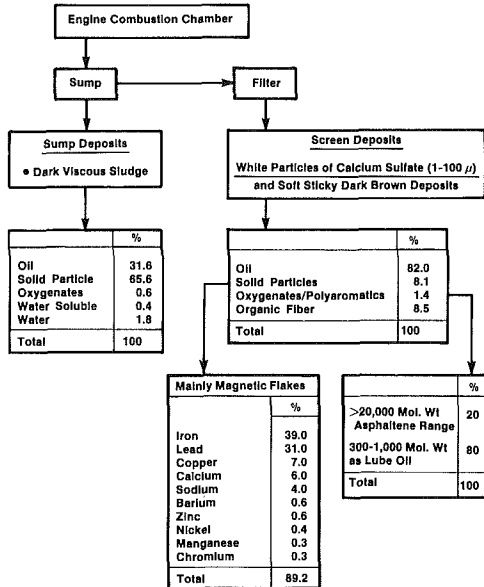 Engine Combustion Chamber
Sump
Filter
Sump Deposits
• Dark Viscous Sludge
Screen Deposits
White Particles of Calcium Sulfate (1-100 μ)
and Soft Sticky Dark Brown Deposits
%
Oil 31.6
Solid Particle 65.6
Oxygenates 0.6
Water Soluble 0.4
Water 1.8
Total 100
%
Oil 82.0
Solid Particles 8.1
Oxygenates/Polyaromatics 1.4
Organic Fiber 8.5
Total 100
Mainly Magnetic Flakes
%
Iron 39.0
Lead 31.0
Copper 7.0
Calcium 6.0
Sodium 4.0
Barium 0.6
Zinc 0.6
Nickel 0.4
Manganese 0.3
Chromium 0.3
Total 89.2
%
>20,000 Mol. Wt 20
Asphaltene Range
300-1,000 Mol. Wt 80
as Lube Oil
Total 100